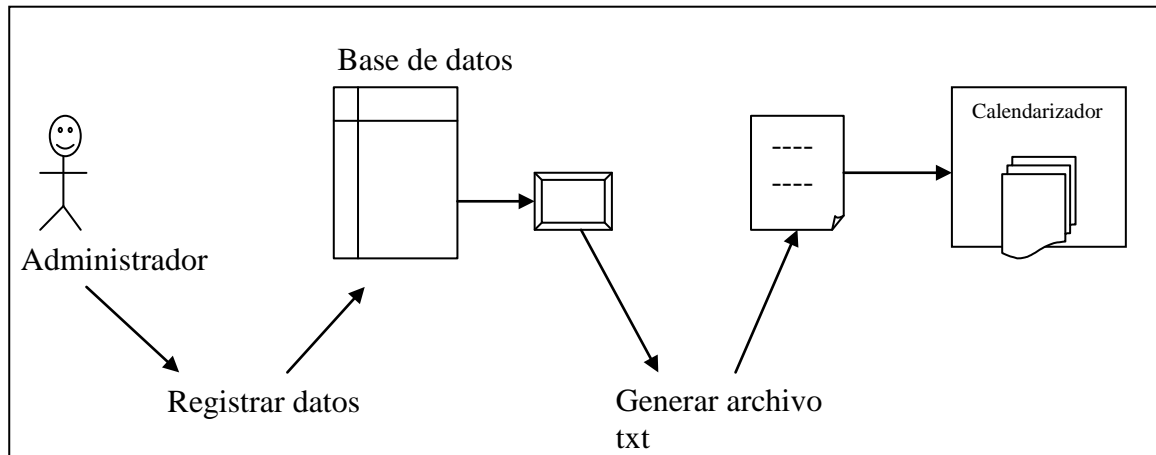 Base de datos
Calendarizador
----
----
Administrador
Registrar datos
Generar archivo
txt